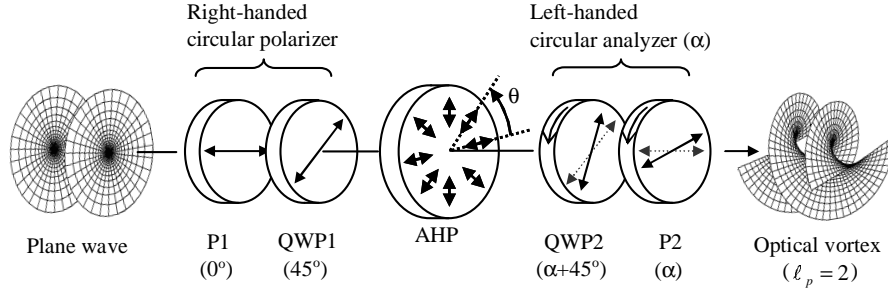 Right-handed
circular polarizer
Left-handed
circular analyzer (α)
θ
Plane wave
P1
(0°)
QWP1
(45°)
AHP
QWP2
(α+45°)
P2
(α)
Optical vortex
(ℓp = 2)